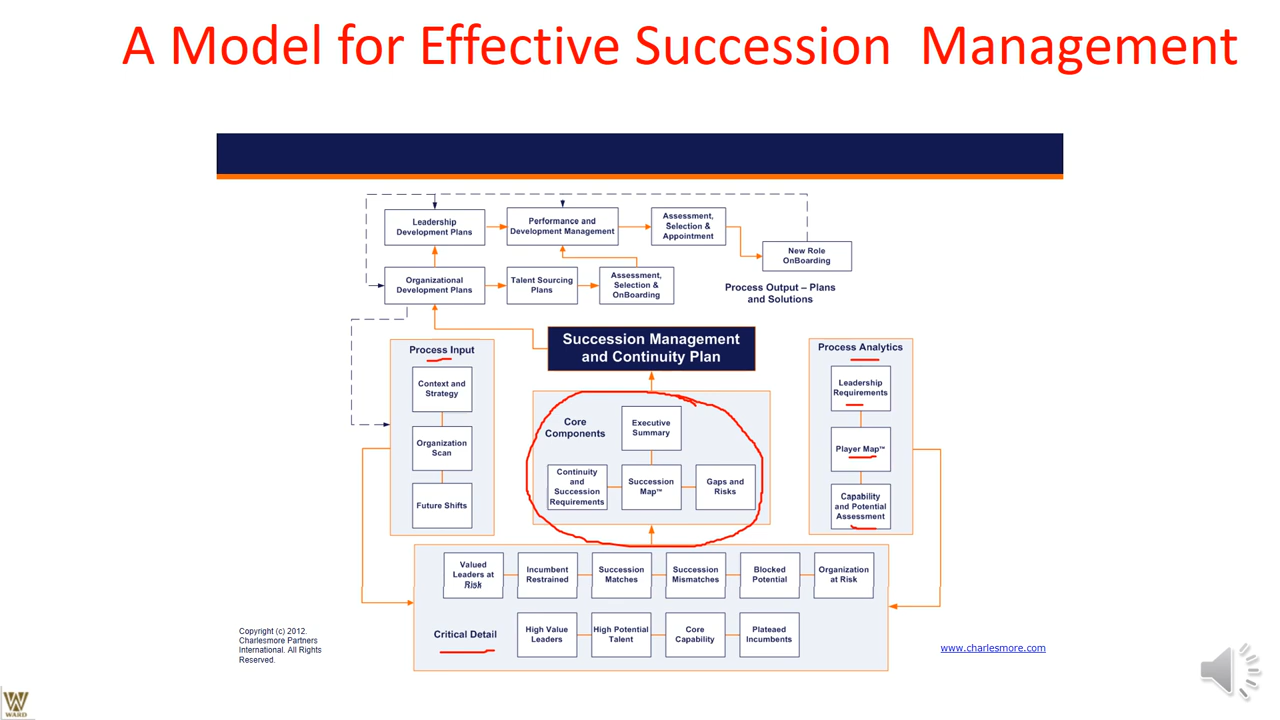 A Model for Effective Succession Management
Leadership
Development Plans
Performance and
Development Management
Assessment,
Selection &
Appointment
New Role
OnBoarding
Organizational
Development Plans
Talent Sourcing
Plans
Assessment,
Selection &
OnBoarding
Process Output – Plans
and Solutions
Succession Management
and Continuity Plan
Process Input
Context and
Strategy
Organization
Scan
Future Shifts
Core
Components
Executive
Summary
Continuity
and
Succession
Requirements
Succession
Map™
Gaps and
Risks
Process Analytics
Leadership
Requirements
Player Map™
Capability
and Potential
Assessment
Valued
Leaders at
Risk
Incumbent
Restrained
Succession
Matches
Succession
Mismatches
Blocked
Potential
Organization
at Risk
Critical Detail
High Value
Leaders
High Potential
Talent
Core
Capability
Plateaed
Incumbents
Copyright (c) 2012.
Charlesmore Partners
International. All Rights
Reserved.
www.charlesmore.com
WARD